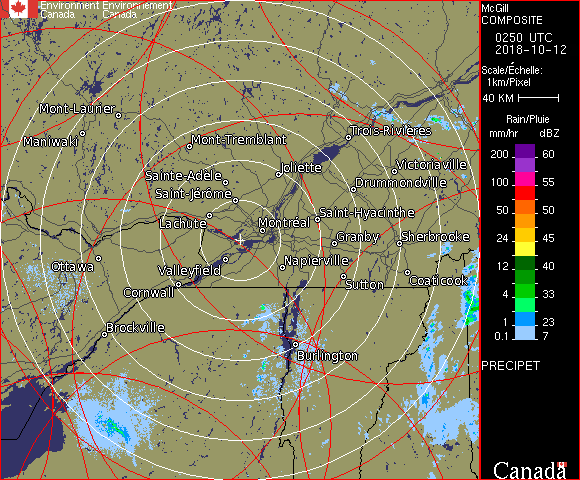 Environment Environnement
Canada Canada
McGill
COMPOSITE
0250 UTC
2018-10-12
Scale/Échelle:
1km/Pixel
40 KM
Rain/Pluie
mm/hr dBZ
200 60
155
100 55
50 50
24 45
12 40
4 33
1 23
0.1 7
PRECIPET
Canada
Mont-Laurier
Maniwaki
Mont-Tremblant
Trois-Rivières
Sainte-Adèle
Joliette
Victoriaville
Saint-Jérôme
Drummondville
Lachute
Montréal
Saint-Hyacinthe
Granby
Sherbrooke
Ottawa
Valleyfield
Napierville
Cornwall
Sutton
Coaticook
Brockville
Burlington